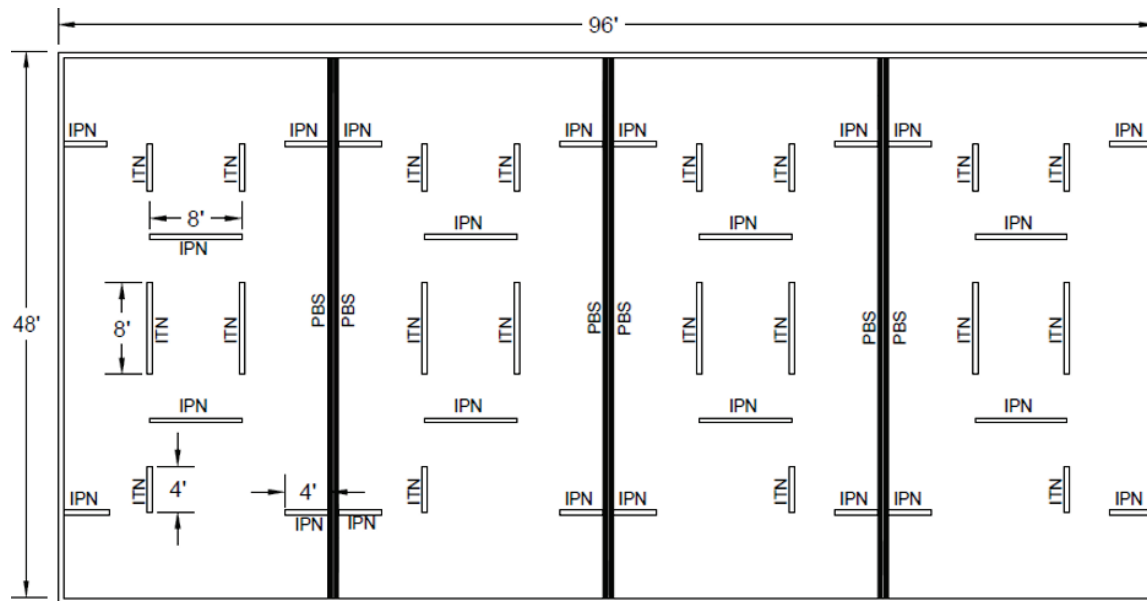 96'
IPN IPN IPN IPN IPN IPN IPN IPN
ITN ITN ITN ITN ITN ITN ITN ITN
8' IPN IPN IPN
IPN
48' 8' ITN ITN PBS PBS ITN ITN PBS PBS ITN ITN PBS PBS ITN ITN
IPN IPN IPN IPN
IPN ITN 4' 4' ITN IPN IPN ITN IPN IPN ITN IPN
IPN IPN